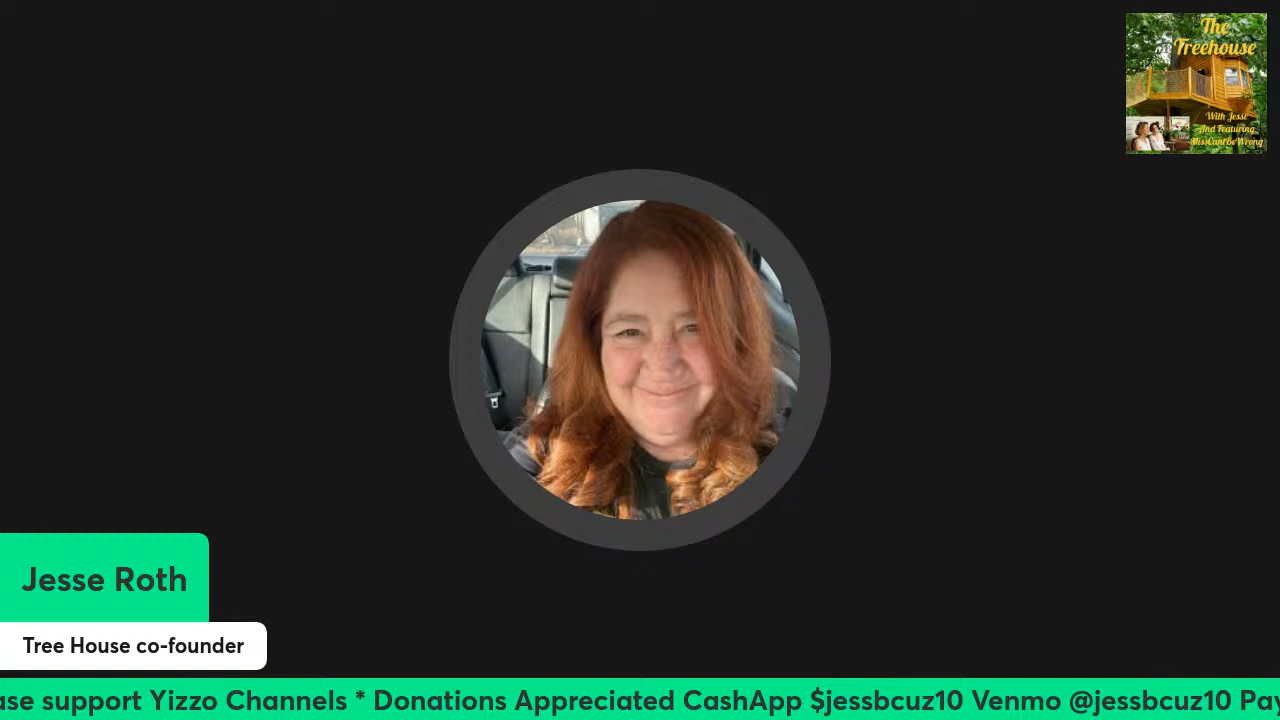 The
Treehouse
With Jesse
And Featuring
MissCantBeWrong
Jesse Roth
Tree House co-founder
ase support Yizzo Channels * Donations Appreciated CashApp $jessbcuz10 Venmo @jessbcuz10 Pay